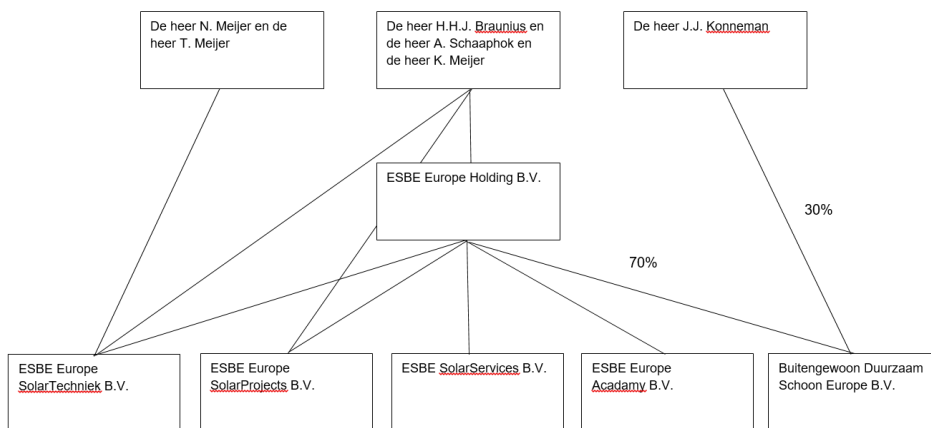 De heer N. Meijer en de
heer T. Meijer
De heer H.H.J. Braunius en
de heer A. Schaaphok en
de heer K. Meijer
De heer J.J. Konneman
ESBE Europe Holding B.V.
30%
70%
ESBE Europe
SolarTechniek B.V.
ESBE Europe
SolarProjects B.V.
ESBE SolarServices B.V.
ESBE Europe
Acadamy B.V.
Buitengewoon Duurzaam
Schoon Europe B.V.